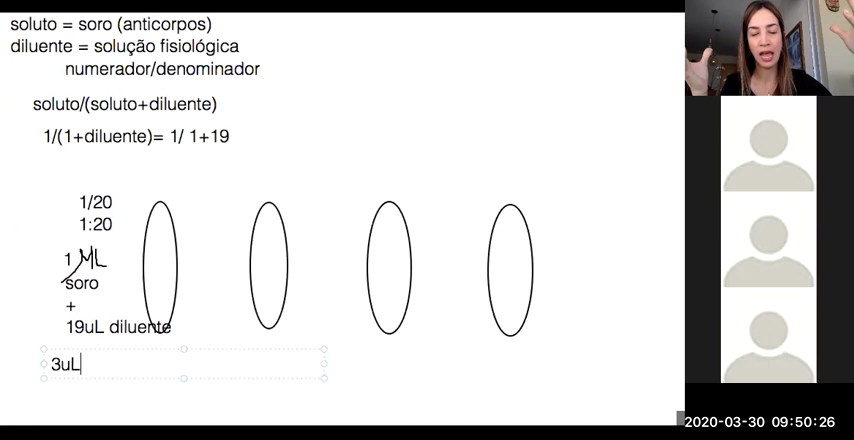 soluto = soro (anticorpos)
diluente = solução fisiológica
numerador/denominador
soluto/(soluto+diluente)
1/(1+diluente)= 1/ 1+19
1/20
1:20
1 ML
soro
+
19uL diluente
3uL
2020-03-30 09:50:26